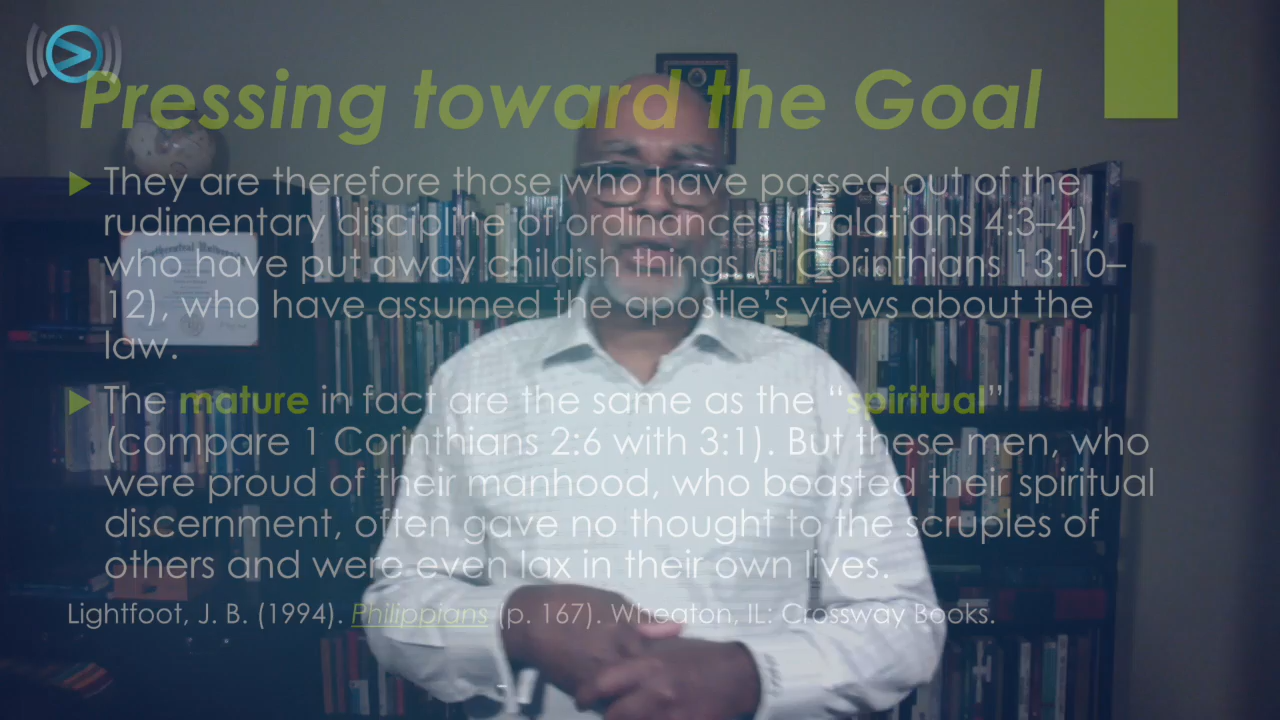 Pressing toward the Goal
They are therefore those who have passed out of the
rudimentary discipline of ordinances (Galatians 4:3–4),
who have put away childish things (1 Corinthians 13:10–
12), who have assumed the apostle’s views about the
law.
The mature in fact are the same as the “spiritual”
(compare 1 Corinthians 2:6 with 3:1). But these men, who
were proud of their manhood, who boasted their spiritual
discernment, often gave no thought to the scruples of
others and were even lax in their own lives.
Lightfoot, J. B. (1994). Philippians (p. 167). Wheaton, IL: Crossway Books.